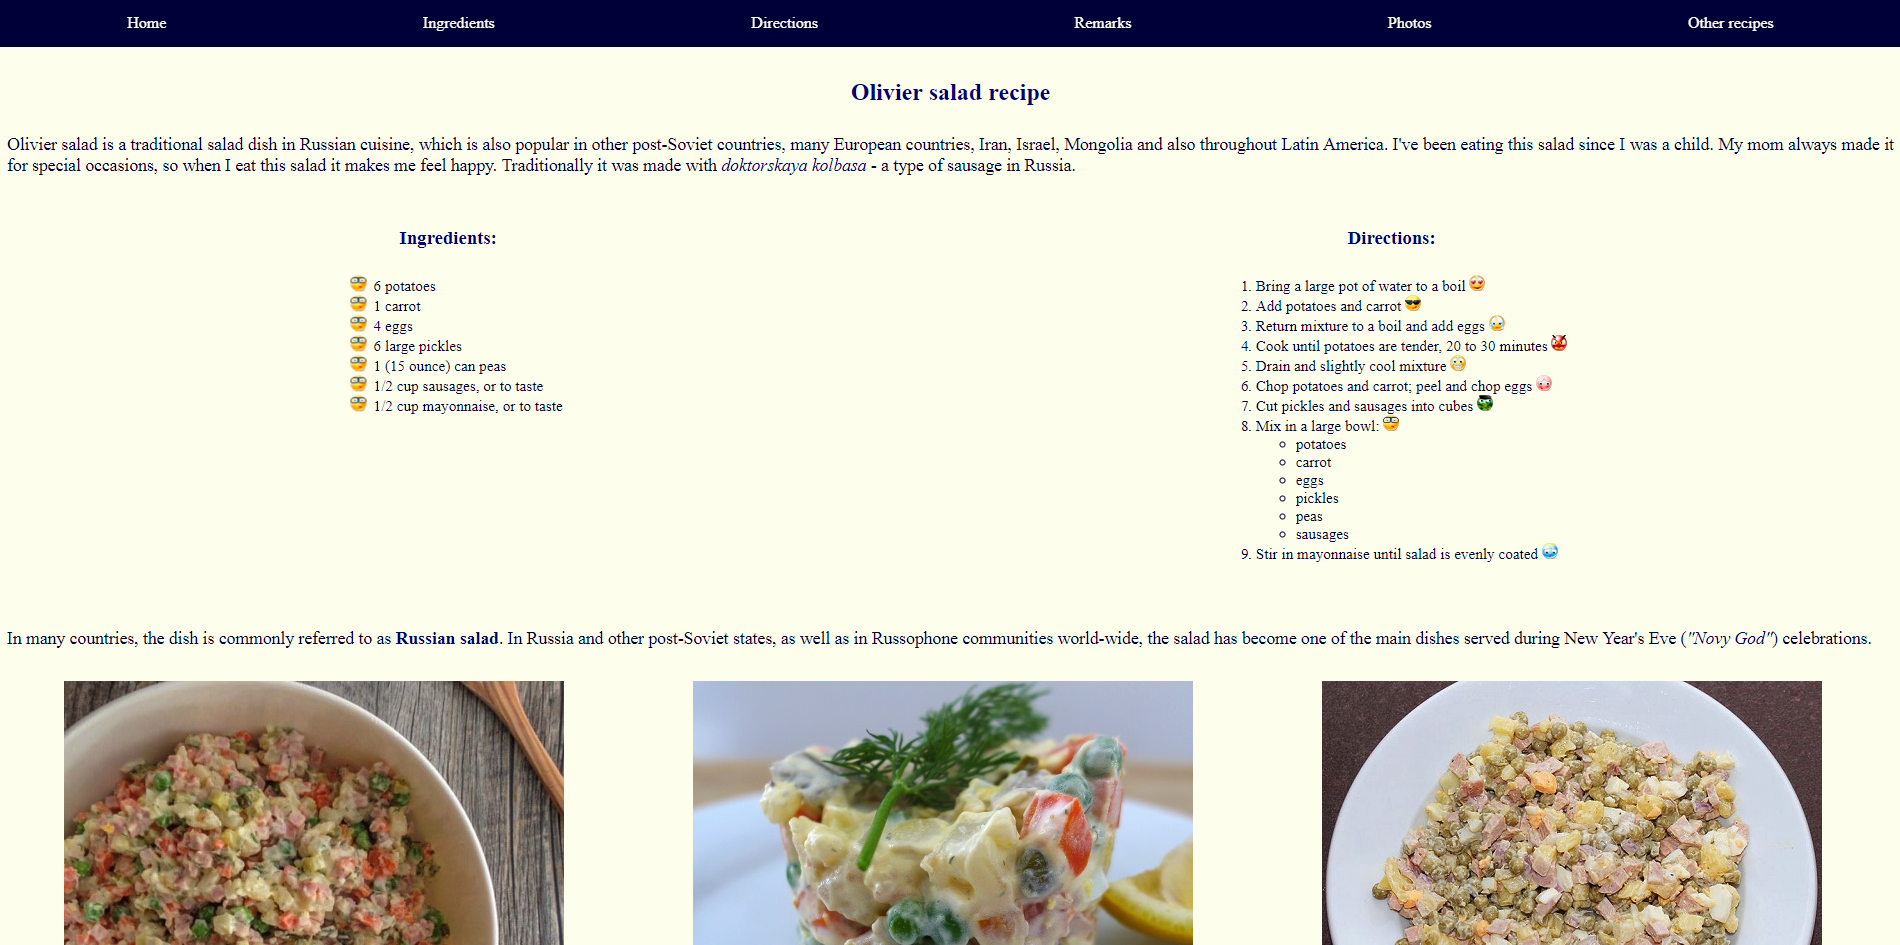 Home Ingredients Directions Remarks Photos Other recipes
Olivier salad recipe
Olivier salad is a traditional salad dish in Russian cuisine, which is also popular in other post-Soviet countries, many European countries, Iran, Israel, Mongolia and also throughout Latin America. I've been eating this salad since I was a child. My mom always made it
for special occasions, so when I eat this salad it makes me feel happy. Traditionally it was made with doktorskaya kolbasa - a type of sausage in Russia.
Ingredients:
6 potatoes
1 carrot
4 eggs
6 large pickles
1 (15 ounce) can peas
1/2 cup sausages, or to taste
1/2 cup mayonnaise, or to taste
Directions:
1. Bring a large pot of water to a boil
2. Add potatoes and carrot
3. Return mixture to a boil and add eggs
4. Cook until potatoes are tender, 20 to 30 minutes
5. Drain and slightly cool mixture
6. Chop potatoes and carrot; peel and chop eggs
7. Cut pickles and sausages into cubes
8. Mix in a large bowl:
potatoes
carrot
eggs
pickles
peas
sausages
9. Stir in mayonnaise until salad is evenly coated
In many countries, the dish is commonly referred to as Russian salad. In Russia and other post-Soviet states, as well as in Russophone communities world-wide, the salad has become one of the main dishes served during New Year's Eve ("Novy God") celebrations.